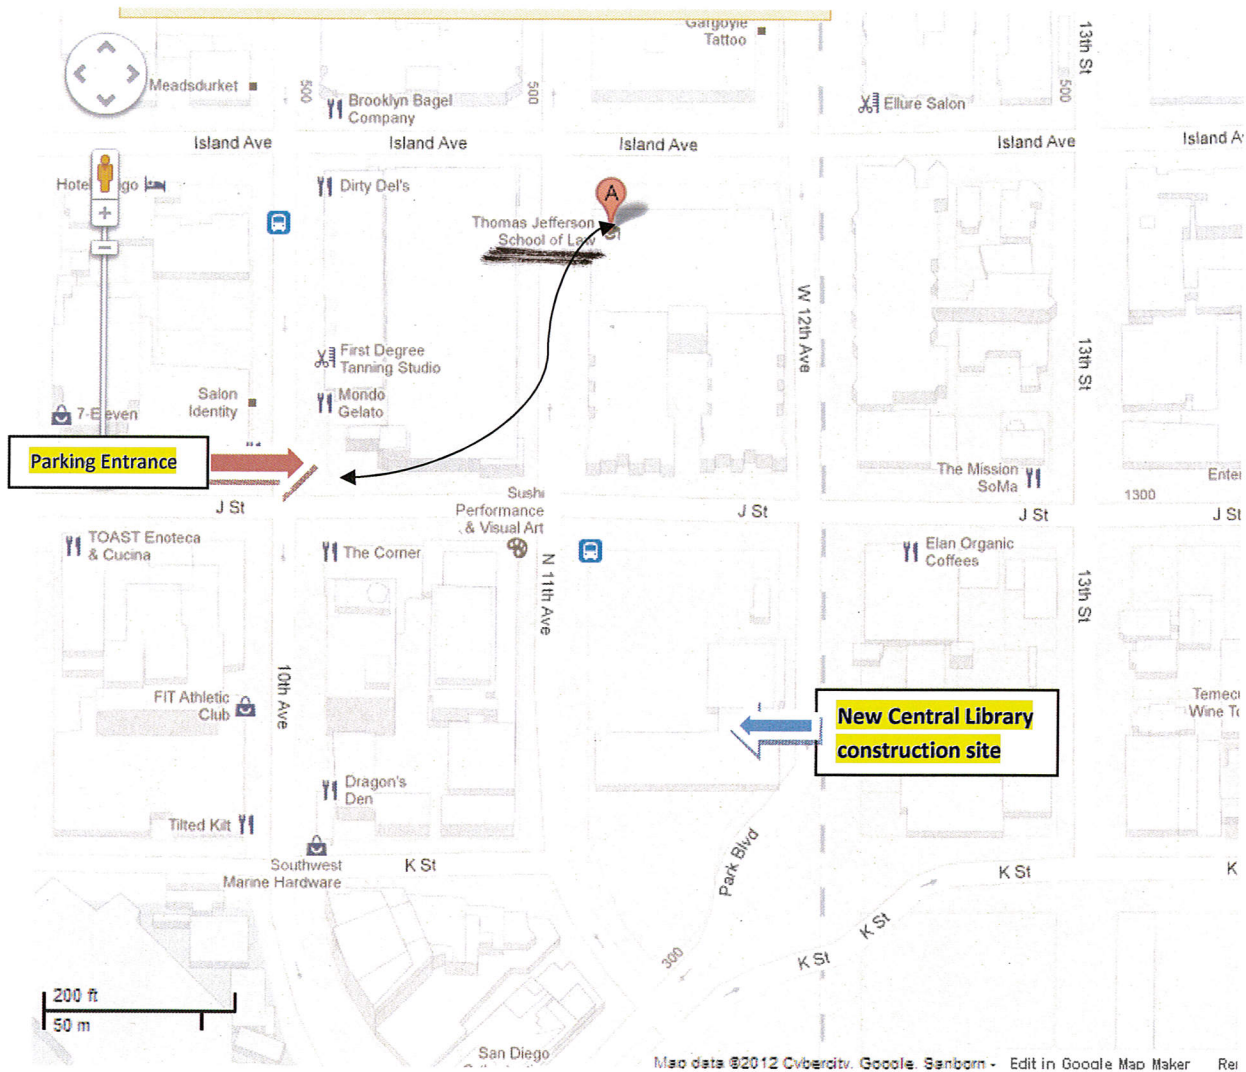 Gargoyle
Tattoo
13th St
Meadsurket
500
Brooklyn Bagel
Company
500
Ellure Salon
500
Island Ave
Island Ave
Island Ave
Island Ave
Island
Hotel
Dirty Del's
A
Thomas Jefferson
School of Law
W 12th Ave
First Degree
Tanning Studio
13th St
Salon
Identity
Mondo
Gelato
7-Eleven
Parking Entrance
The Mission
SoMa
1300
J St
Sushi
Performance
& Visual Art
J St
J St
J St
TOAST Enoteca
& Cucina
The Corner
N 11th Ave
Elan Organic
Coffees
13th St
10th Ave
FIT Athletic
Club
New Central Library
construction site
Dragon's
Den
Tilted Kilt
Park Blvd
Southwest
Marine Hardware
K St
K St
K
K St
K St
300
200 ft
50 m
San Diego
Map data ©2012 Cybercity, Google, Sanborn - Edit in Google Map Maker